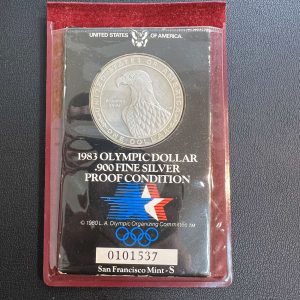 UNITED STATES OF AMERICA.
1983 OLYMPIC DOLLAR
.900 FINE SILVER
PROOF CONDITION
© 1980 L.A. Olympic Organizing Committee TM
0101537
San Francisco Mint - S